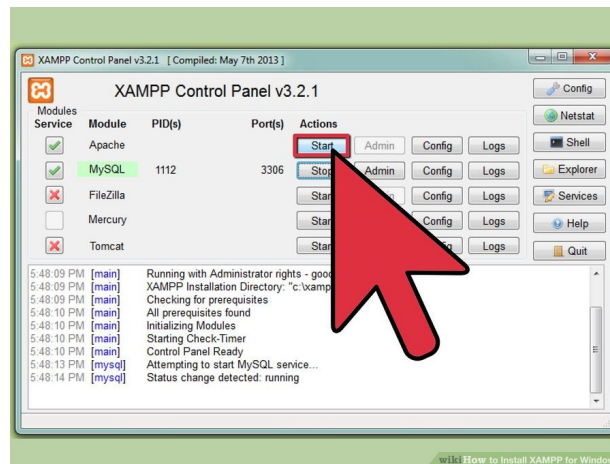 XAMPP Control Panel v3.2.1 [ Compiled: May 7th 2013 ]
XAMPP Control Panel v3.2.1
Config
Modules
Service Module PID(s) Port(s) Actions
Netstat
Apache Start Admin Config Logs
Shell
MySQL 1112 3306 Stop Admin Config Logs
Explorer
FileZilla Start Config Logs
Services
Mercury Star Config Logs
Help
Tomcat Star Logs
Quit
5:48:09 PM [main] Running with Administrator rights - good
5:48:09 PM [main] XAMPP Installation Directory: "c:\xamp
5:48:09 PM [main] Checking for prerequisites
5:48:10 PM [main] All prerequisites found
5:48:10 PM [main] Initializing Modules
5:48:10 PM [main] Starting Check-Timer
5:48:10 PM [main] Control Panel Ready
5:48:13 PM [mysql] Attempting to start MySQL service...
5:48:14 PM [mysql] Status change detected: running
wikiHow to Install XAMPP for Window